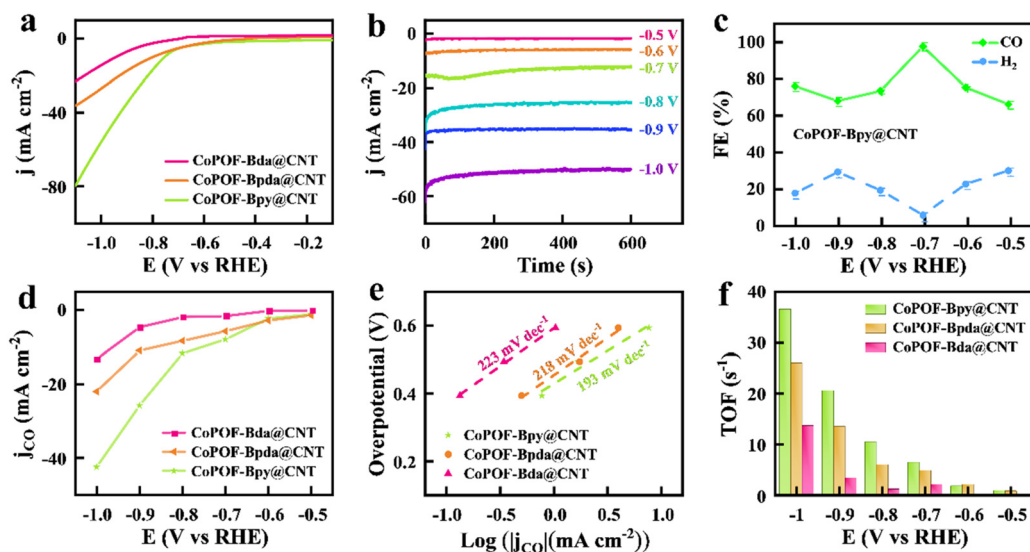 a
j (mA cm⁻²)
0
-40
-80
CoPOF-Bda@CNT
CoPOF-Bpda@CNT
CoPOF-Bpy@CNT
-1.0 -0.8 -0.6 -0.4 -0.2
E (V vs RHE)
b
j (mA cm⁻²)
0
-20
-40
-60
-0.5 V
-0.6 V
-0.7 V
-0.8 V
-0.9 V
-1.0 V
0 200 400 600
Time (s)
c
FE (%)
100
80
60
40
20
0
CO
H₂
CoPOF-Bpy@CNT
-1.0 -0.9 -0.8 -0.7 -0.6 -0.5
E (V vs RHE)
d
jCO (mA cm⁻²)
0
-20
-40
CoPOF-Bda@CNT
CoPOF-Bpda@CNT
CoPOF-Bpy@CNT
-1.0 -0.9 -0.8 -0.7 -0.6 -0.5
E (V vs RHE)
e
Overpotential (V)
0.6
0.4
0.2
223 mV dec⁻¹
218 mV dec⁻¹
193 mV dec⁻¹
CoPOF-Bpy@CNT
CoPOF-Bpda@CNT
CoPOF-Bda@CNT
-1.0 -0.5 0.0 0.5 1.0
Log (|jCO|(mA cm⁻²)
f
TOF (s⁻¹)
40
30
20
10
0
CoPOF-Bpy@CNT
CoPOF-Bpda@CNT
CoPOF-Bda@CNT
-1 -0.9 -0.8 -0.7 -0.6 -0.5
E (V vs RHE)